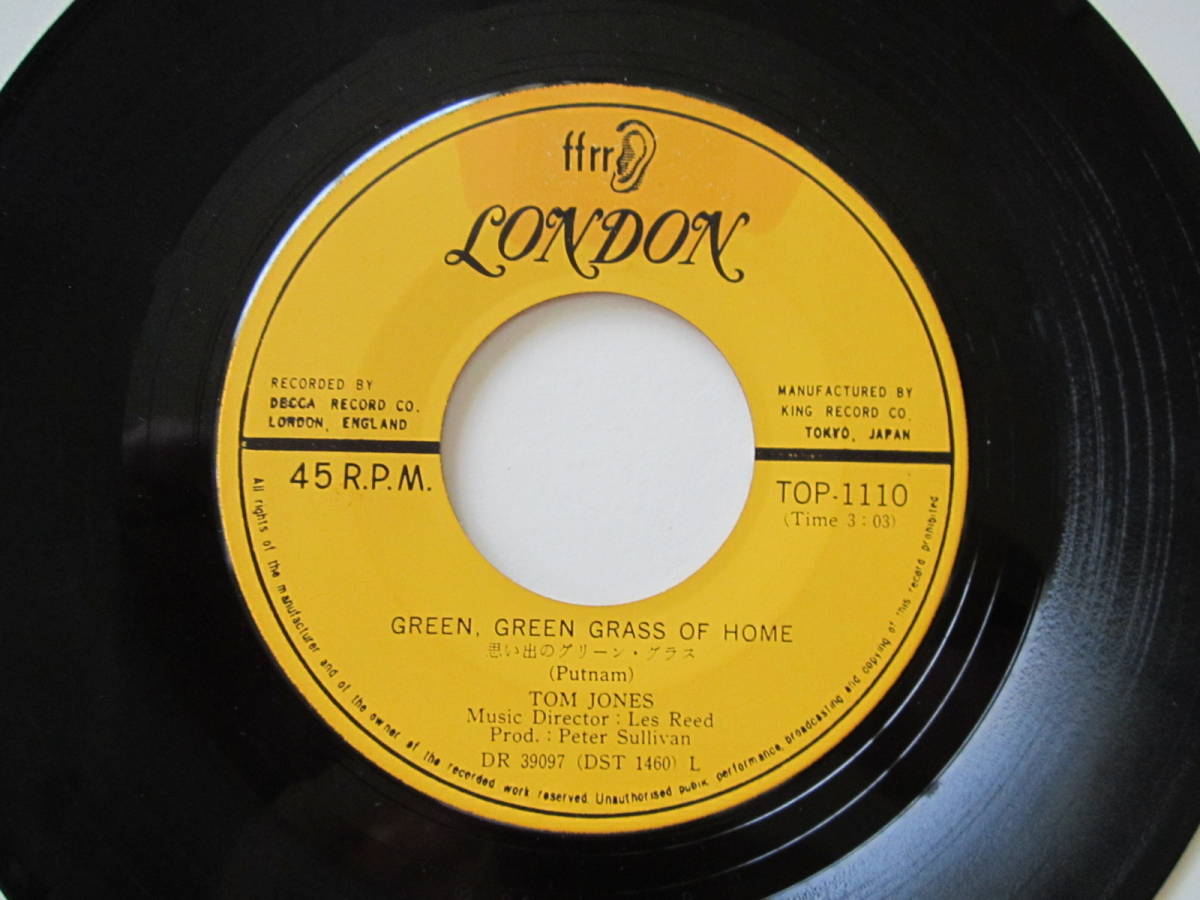 ffrr
LONDON
RECORDED BY
DECCA RECORD CO.
LONDON, ENGLAND
MANUFACTURED BY
KING RECORD CO.
TOKYO, JAPAN
45 R.P.M.
TOP-1110
(Time 3:03)
GREEN, GREEN GRASS OF HOME
思い出のグリーン・グラス
(Putnam)
TOM JONES
Music Director : Les Reed
Prod. : Peter Sullivan
DR 39097 (DST 1460) L
All rights of the manufacturer and of the owner of the recorded work reserved. Unauthorised public performance, broadcasting and copying of this record prohibited